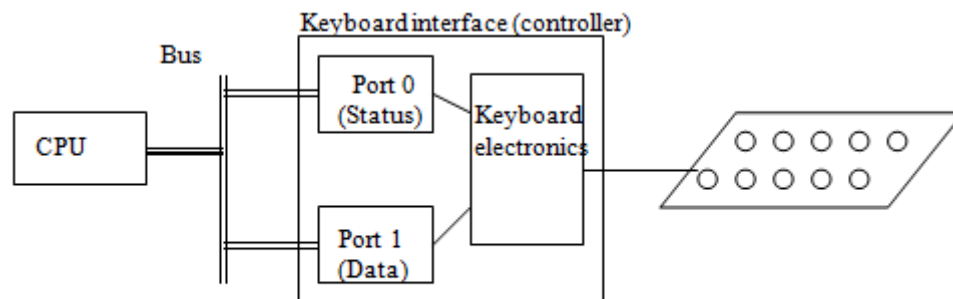 Keyboard interface (controller)
Bus
Port 0
(Status)
Keyboard
electronics
CPU
Port 1
(Data)